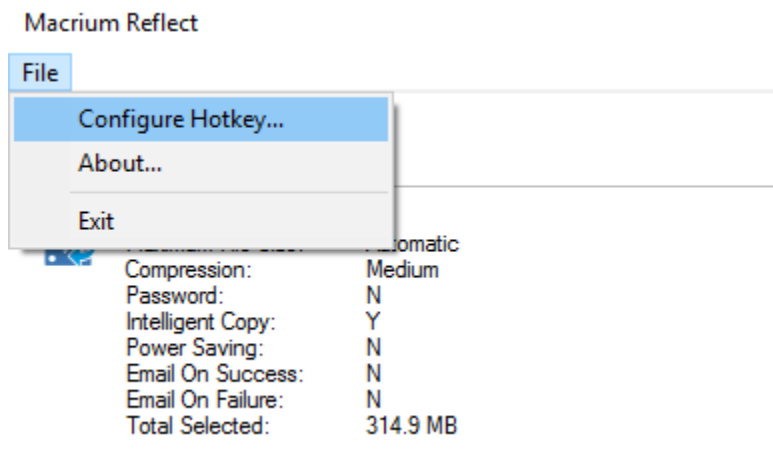 Macrium Reflect
File
Configure Hotkey...
About...
Exit
Compression: Medium
Password: N
Intelligent Copy: Y
Power Saving: N
Email On Success: N
Email On Failure: N
Total Selected: 314.9 MB